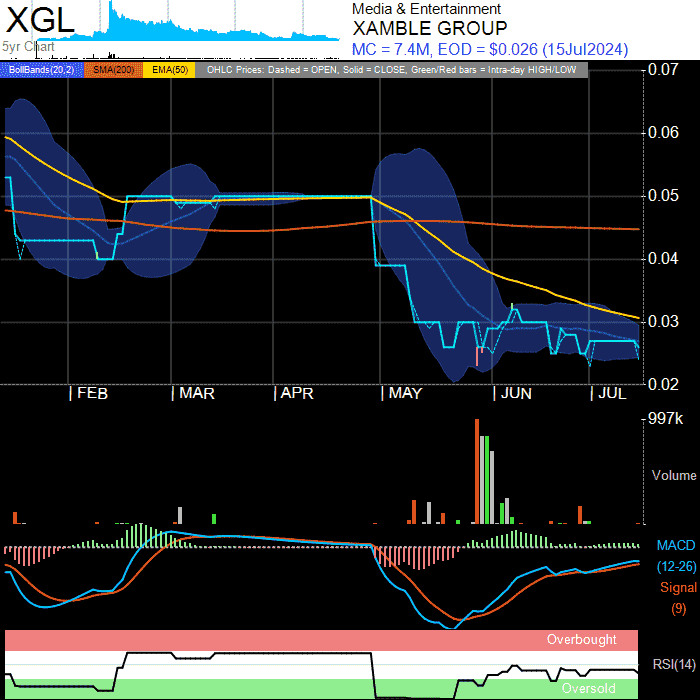 XGL
5yr Chart
Media & Entertainment
XAMBLE GROUP
MC = 7.4M, EOD = $0.026 (15Jul2024)
BollBands(20,2) SMA(200) EMA(50) OHLC Prices: Dashed = OPEN, Solid = CLOSE, Green/Red bars = Intra-day HIGH/LOW
0.07
0.06
0.05
0.04
0.03
0.02
FEB MAR APR MAY JUN JUL
997k
Volume
MACD
(12-26)
Signal
(9)
Overbought
RSI(14)
Oversold